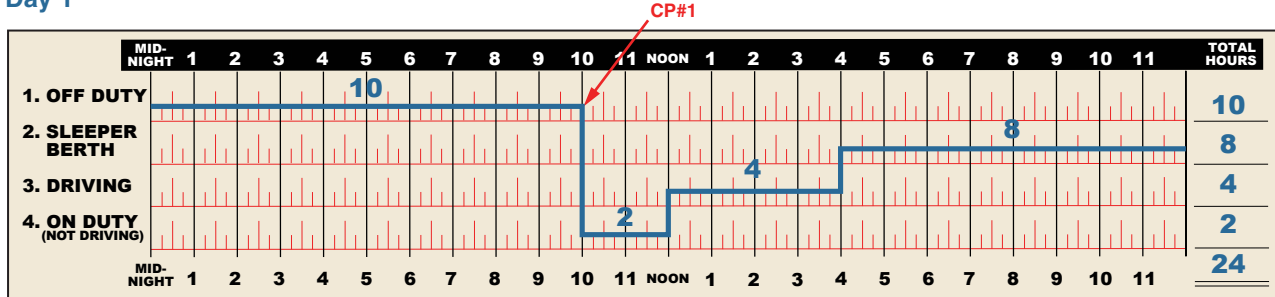 Day 1
CP#1
MID-NIGHT 1 2 3 4 5 6 7 8 9 10 11 NOON 1 2 3 4 5 6 7 8 9 10 11 TOTAL HOURS
1. OFF DUTY 10 10
2. SLEEPER BERTH 8 8
3. DRIVING 4 4
4. ON DUTY (NOT DRIVING) 2 2
MID-NIGHT 1 2 3 4 5 6 7 8 9 10 11 NOON 1 2 3 4 5 6 7 8 9 10 11 24